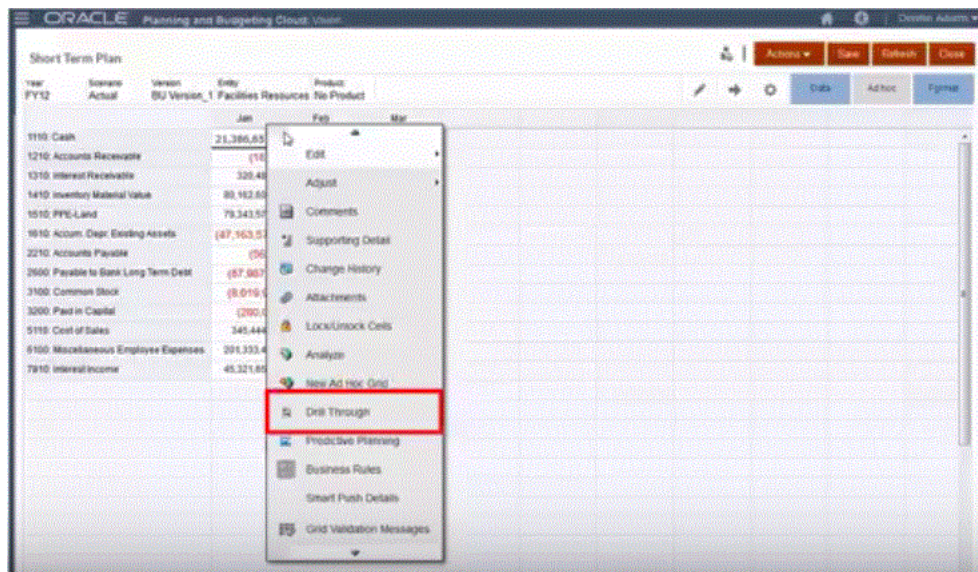 ORACLE Planning and Budgeting Cloud: Vision
Short Term Plan
Actions Save Refresh Close
Year Scenario Version Entity Product
FY12 Actual BU Version_1 Facilities Resources No Product
Data Ad hoc Format
Jan Feb Mar
1110: Cash
1210: Accounts Receivable
1310: Interest Receivable
1410: Inventory Material Value
1510: PPE-Land
1610: Accum. Depr. Existing Assets
2210: Accounts Payable
2600: Payable to Bank Long Term Debt
3100: Common Stock
3200: Paid in Capital
5110: Cost of Sales
6100: Miscellaneous Employee Expenses
7910: Interest Income
Edit
Adjust
Comments
Supporting Detail
Change History
Attachments
Lock/Unlock Cells
Analyze
New Ad Hoc Grid
Drill Through
Predictive Planning
Business Rules
Smart Push Details
Grid Validation Messages